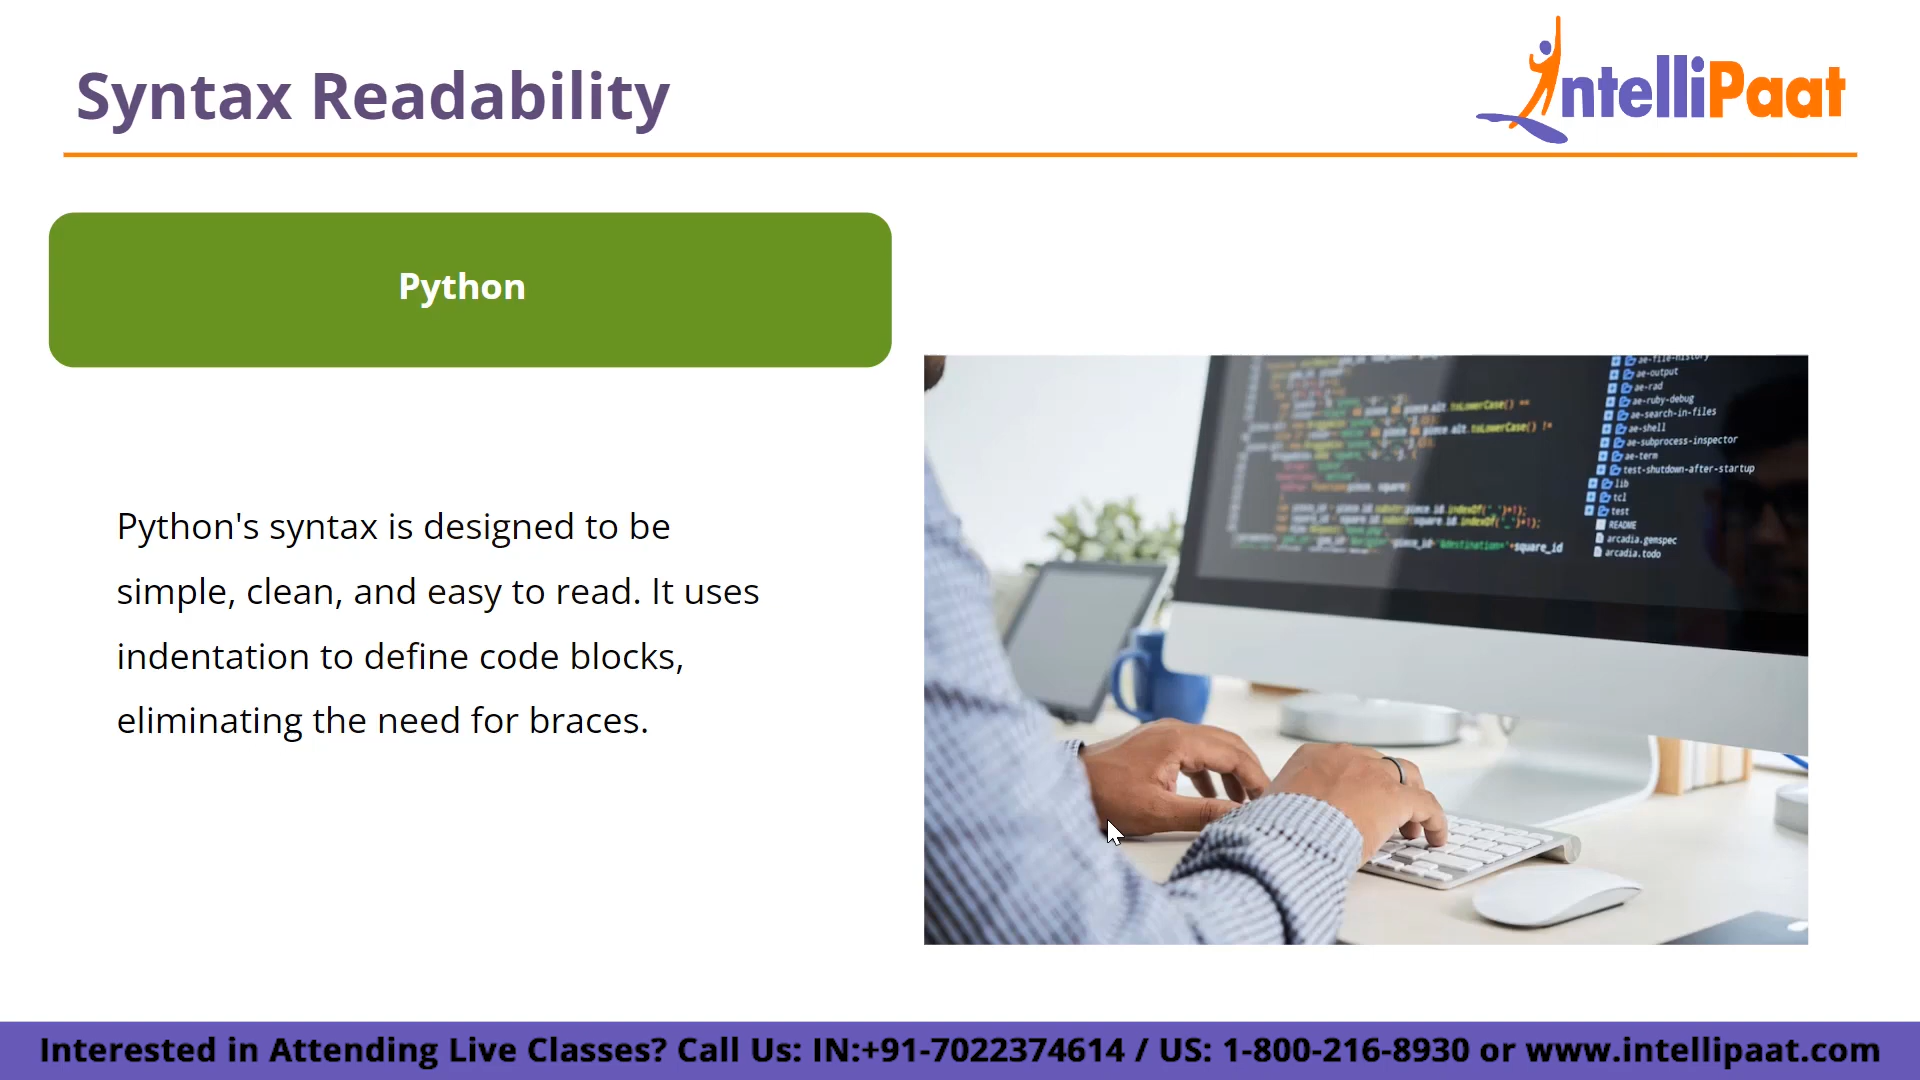 Syntax Readability
IntelliPaat
Python
Python's syntax is designed to be
simple, clean, and easy to read. It uses
indentation to define code blocks,
eliminating the need for braces.
ae-output
ae-rad
ae-ruby-debug
ae-search-in-files
ae-shell
ae-subprocess-inspector
ae-term
test-shutdown-after-startup
lib
tcl
test
README
arcadia.gemspec
arcadia.todo
Interested in Attending Live Classes? Call Us: IN:+91-7022374614 / US: 1-800-216-8930 or www.intellipaat.com